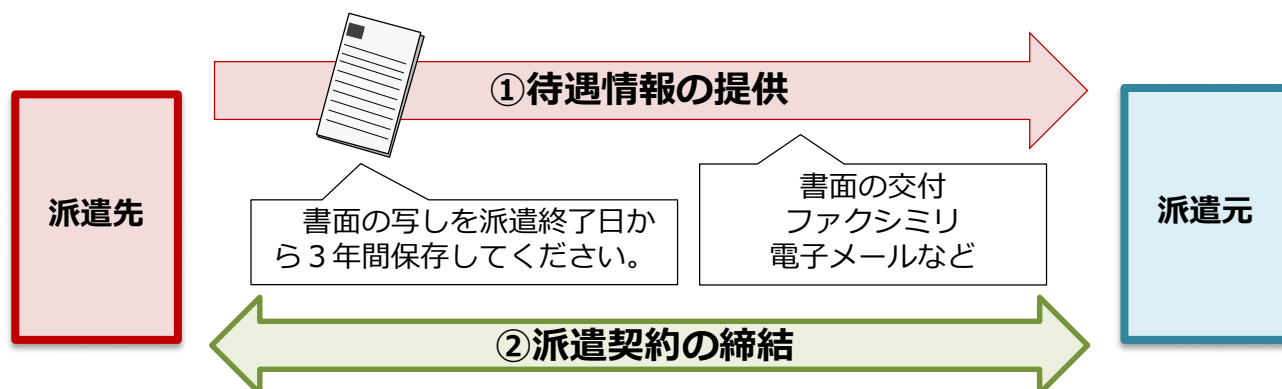 ①待遇情報の提供
派遣先
書面の写しを派遣終了日か
ら３年間保存してください。
書面の交付
ファクシミリ
電子メールなど
派遣元
②派遣契約の締結